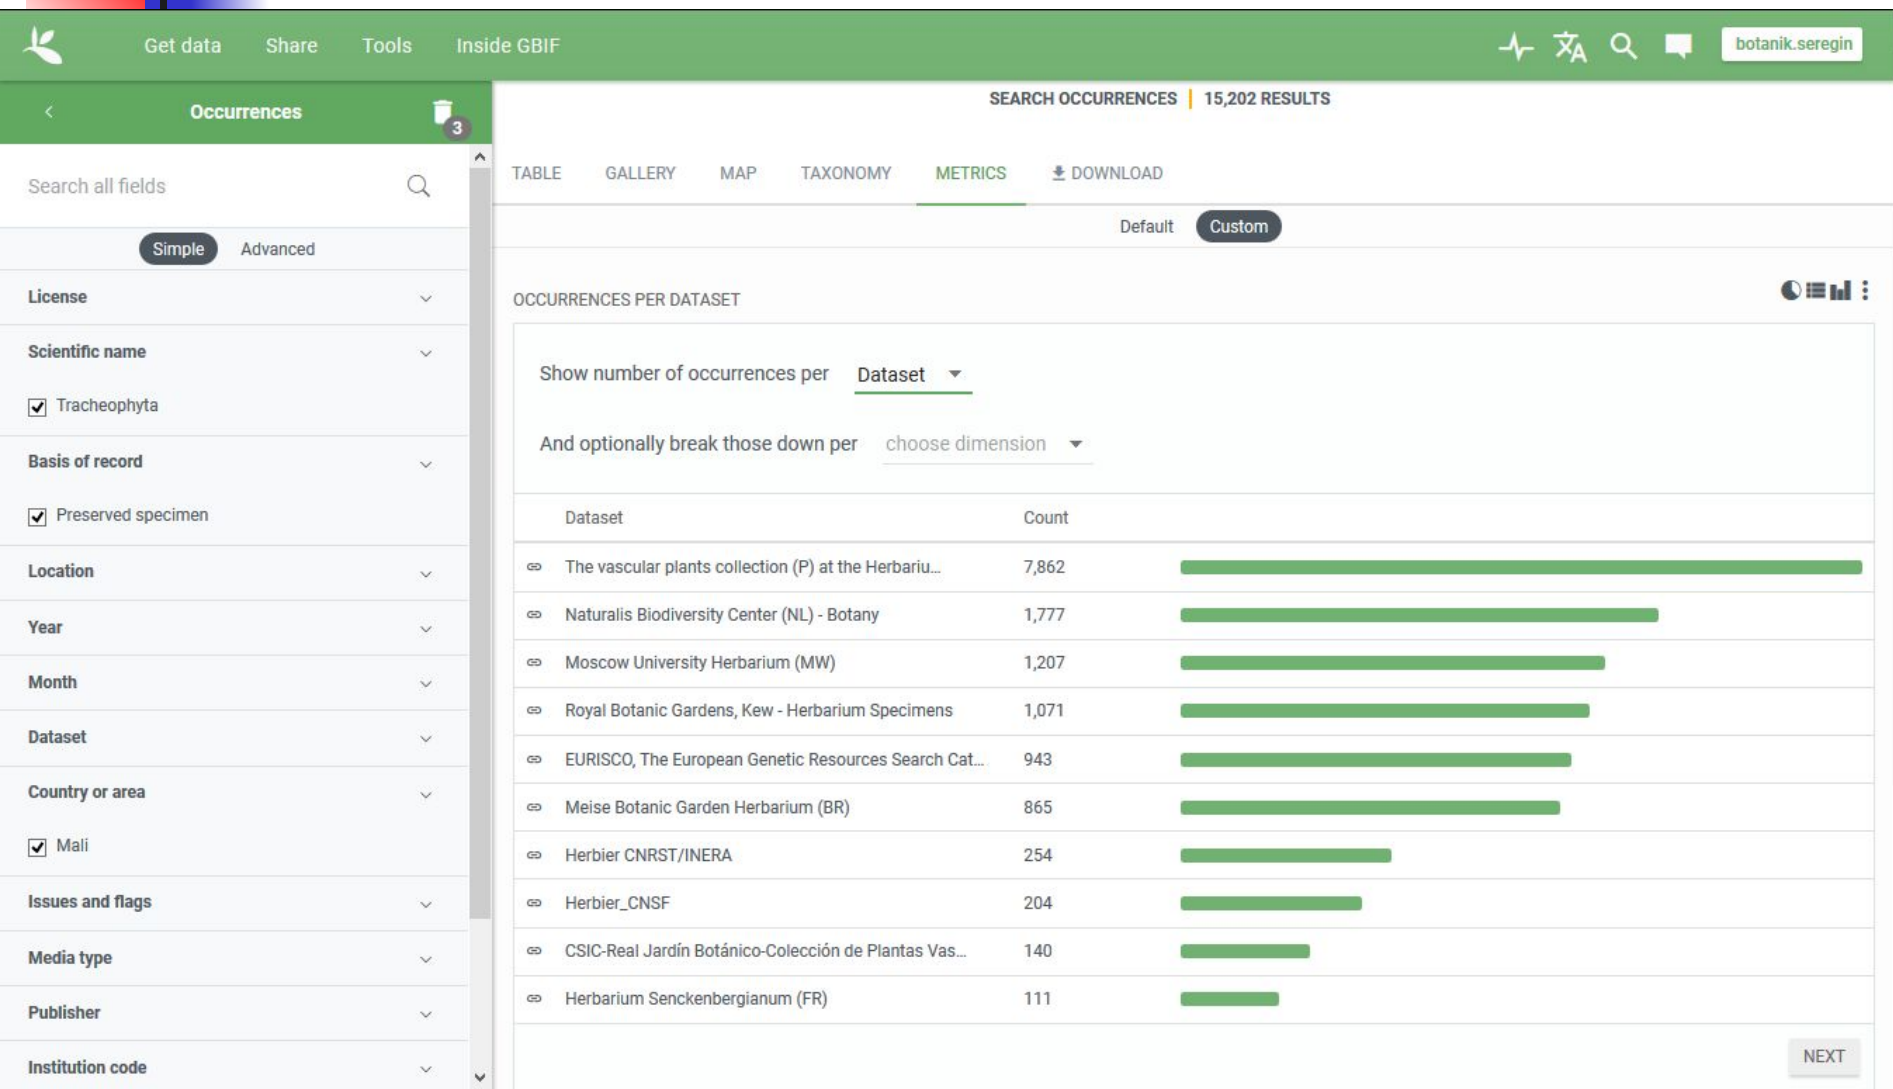 Get data Share Tools Inside GBIF botanik.seregin
Occurrences 3
Search all fields
Simple Advanced
License
Scientific name
Tracheophyta
Basis of record
Preserved specimen
Location
Year
Month
Dataset
Country or area
Mali
Issues and flags
Media type
Publisher
Institution code
SEARCH OCCURRENCES | 15,202 RESULTS
TABLE GALLERY MAP TAXONOMY METRICS DOWNLOAD
Default Custom
OCCURRENCES PER DATASET
Show number of occurrences per Dataset
And optionally break those down per choose dimension
Dataset Count
The vascular plants collection (P) at the Herbariu... 7,862
Naturalis Biodiversity Center (NL) - Botany 1,777
Moscow University Herbarium (MW) 1,207
Royal Botanic Gardens, Kew - Herbarium Specimens 1,071
EURISCO, The European Genetic Resources Search Cat... 943
Meise Botanic Garden Herbarium (BR) 865
Herbier CNRST/INERA 254
Herbier_CNSF 204
CSIC-Real Jardín Botánico-Colección de Plantas Vas... 140
Herbarium Senckenbergianum (FR) 111
NEXT